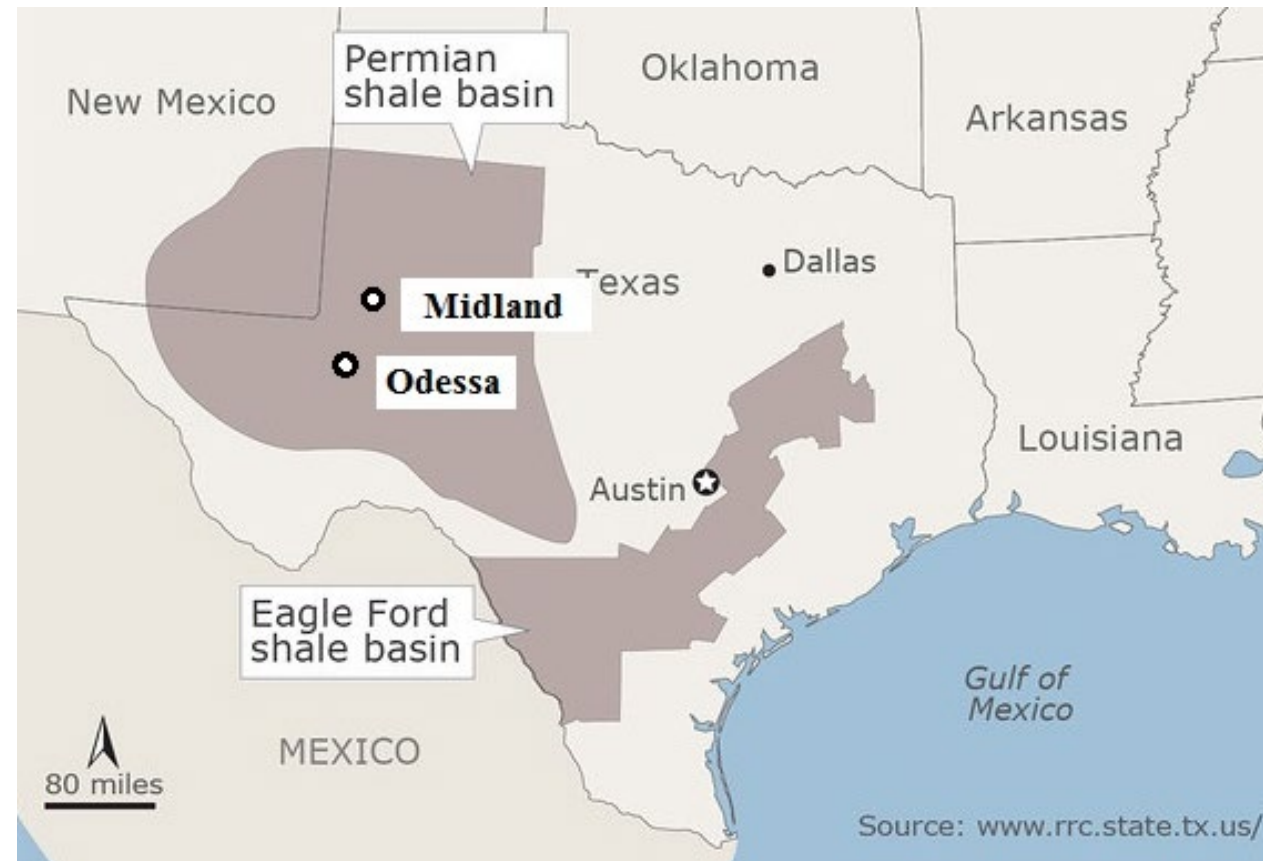 Permian
shale basin
Oklahoma
New Mexico
Arkansas
Dallas
Texas
Midland
Odessa
Louisiana
Austin
Eagle Ford
shale basin
Gulf of
Mexico
MEXICO
80 miles
Source: www.rrc.state.tx.us/